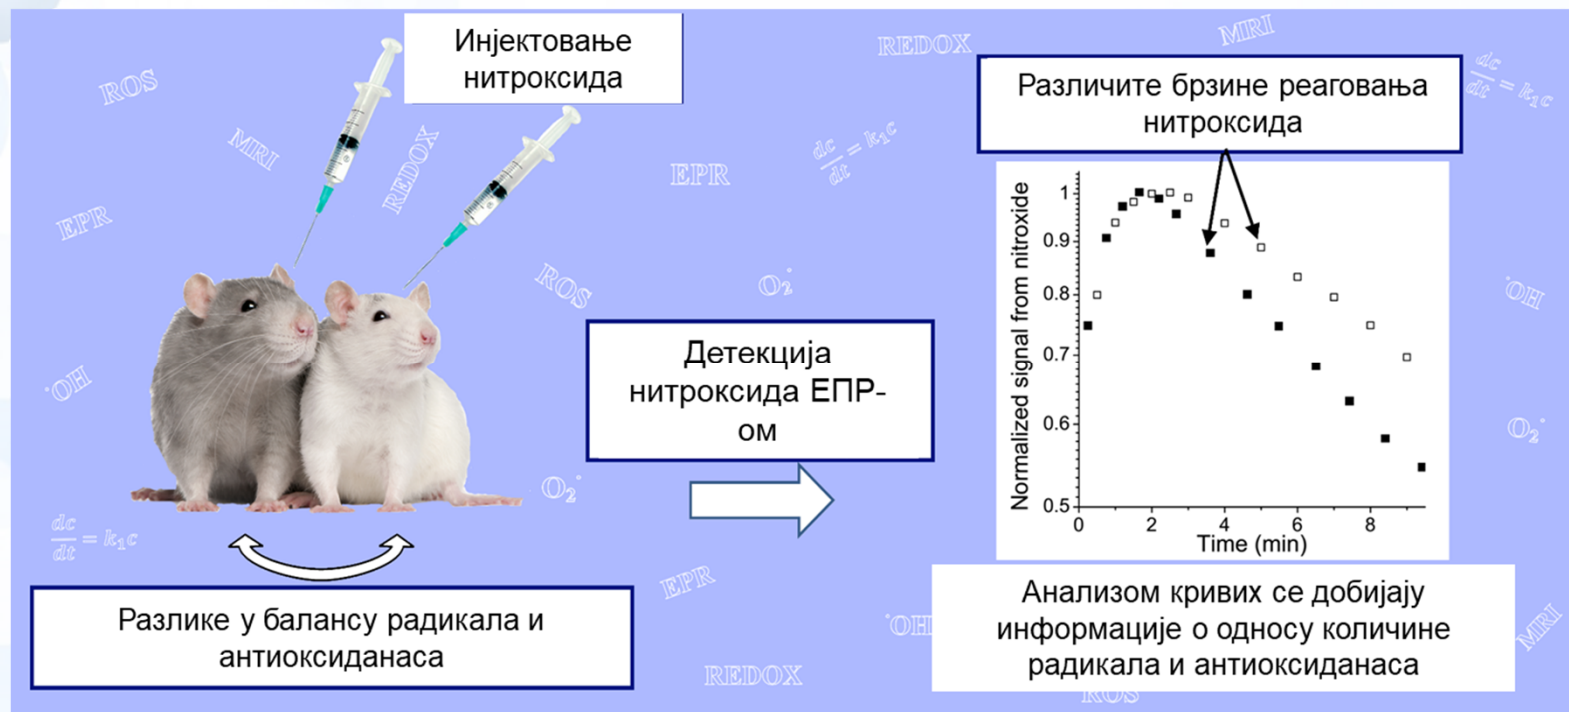 Инјектовање
нитроксида
Различите брзине реаговања
нитроксида
Детекција
нитроксида ЕПР-
ом
Разлике у балансу радикала и
антиоксиданаса
Анализом кривих се добијају
информације о односу количине
радикала и антиоксиданаса
Normalized signal from nitroxide
1
0.9
0.8
0.7
0.6
0.5
0
2
4
6
8
Time (min)
ROS
MRI
REDOX
EPR
REDOX
MRI
dc/dt = k₁c
dc/dt = k₁c
EPR
ROS
O₂˙
˙OH
˙OH
O₂˙
O₂˙
dc/dt = k₁c
EPR
˙OH
MRI
REDOX
ROS